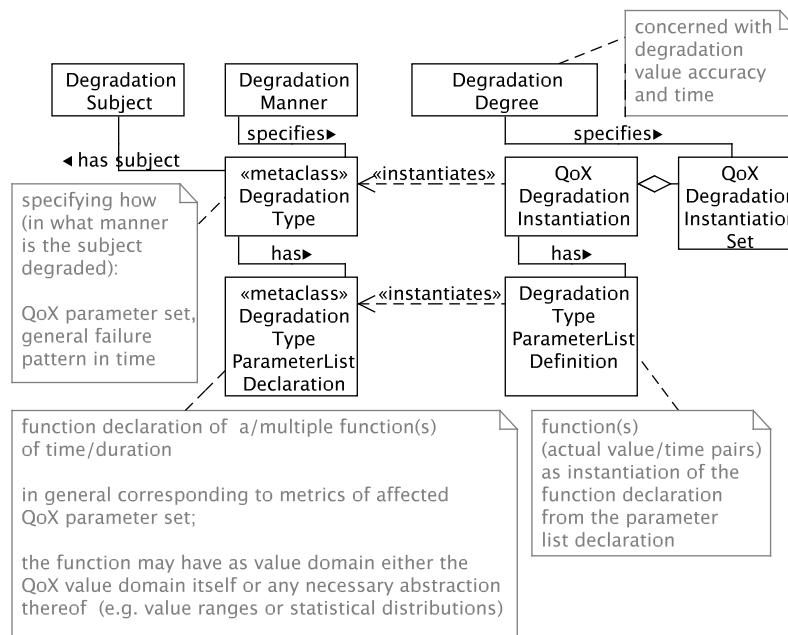 concerned with
degradation
value accuracy
and time
Degradation
Subject
Degradation
Manner
Degradation
Degree
specifies▶
specifies▶
◀ has subject
«metaclass»
Degradation
Type
«instantiates»
QoX
Degradation
Instantiation
QoX
Degradation
Instantiation
Set
specifying how
(in what manner
is the subject
degraded):
QoX parameter set,
general failure
pattern in time
has▶
has▶
«metaclass»
Degradation
Type
ParameterList
Declaration
«instantiates»
Degradation
Type
ParameterList
Definition
function declaration of a/multiple function(s)
of time/duration
in general corresponding to metrics of affected
QoX parameter set;
the function may have as value domain either the
QoX value domain itself or any necessary abstraction
thereof (e.g. value ranges or statistical distributions)
function(s)
(actual value/time pairs)
as instantiation of the
function declaration
from the parameter
list declaration